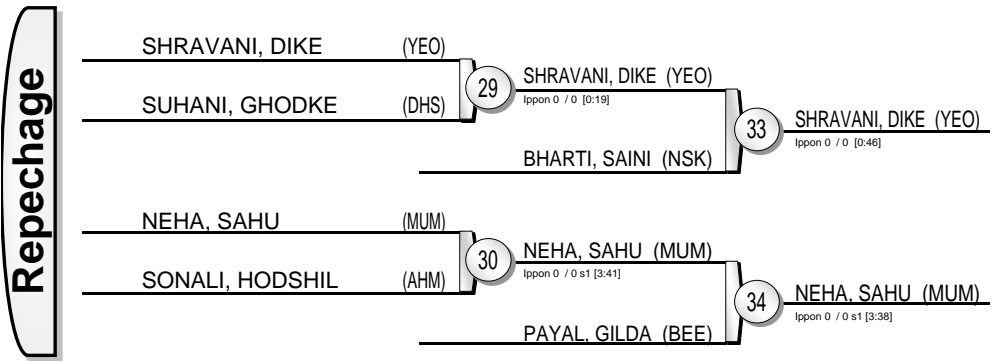 Repechage
SHRAVANI, DIKE (YEO)
SUHANI, GHODKE (DHS)
29
SHRAVANI, DIKE (YEO)
Ippon 0 / 0 [0:19]
BHARTI, SAINI (NSK)
33
SHRAVANI, DIKE (YEO)
Ippon 0 / 0 [0:46]
NEHA, SAHU (MUM)
SONALI, HODSHIL (AHM)
30
NEHA, SAHU (MUM)
Ippon 0 / 0 s1 [3:41]
PAYAL, GILDA (BEE)
34
NEHA, SAHU (MUM)
Ippon 0 / 0 s1 [3:38]